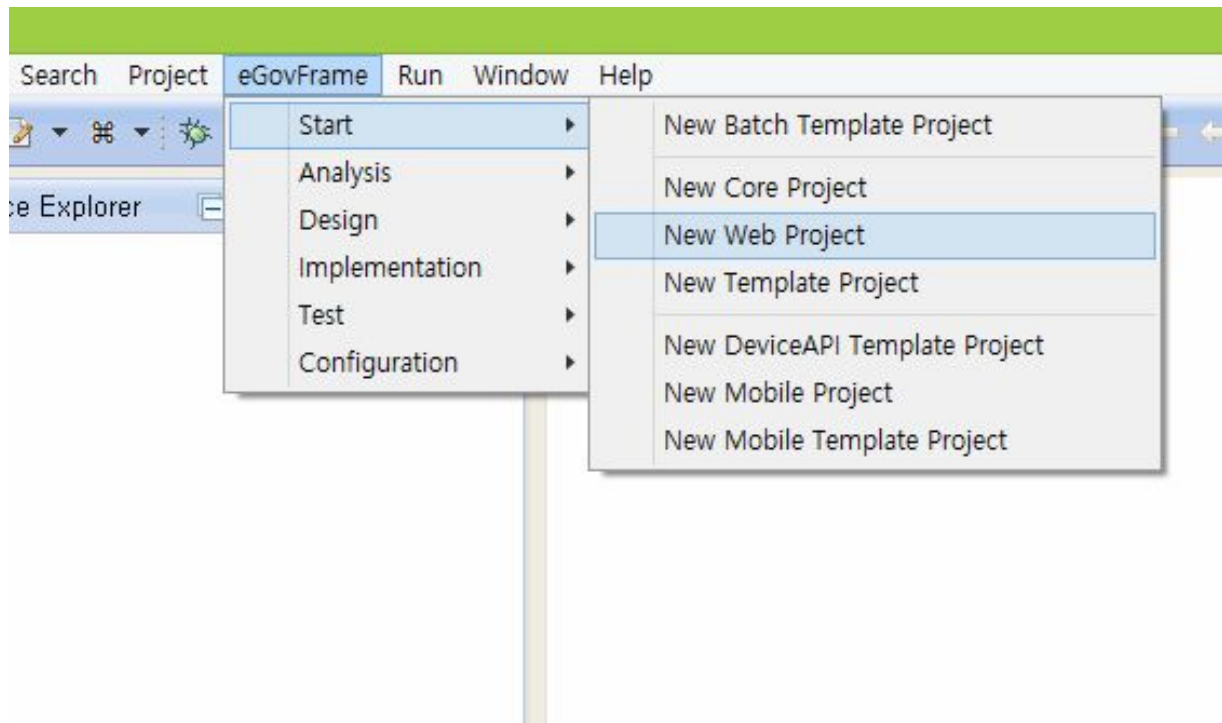 Search Project eGovFrame Run Window Help
Start
Analysis
Design
Implementation
Test
Configuration
New Batch Template Project
New Core Project
New Web Project
New Template Project
New DeviceAPI Template Project
New Mobile Project
New Mobile Template Project
Explorer